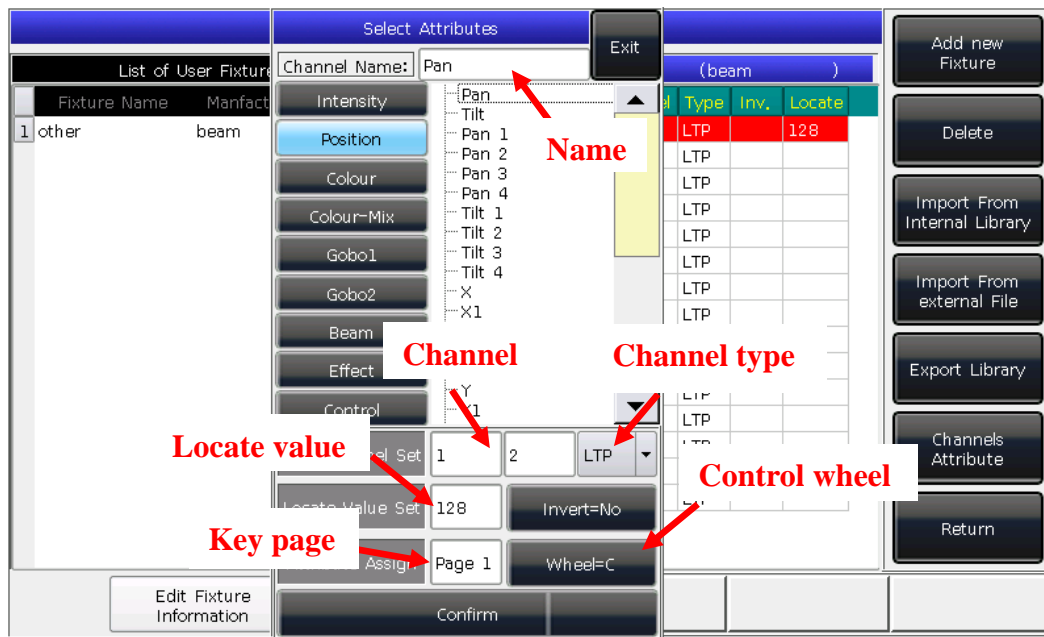 Select Attributes
Exit
List of User Fixture
Channel Name:
Pan
(beam )
Fixture Name
Manfact
Type
Inv.
Locate
1
other
beam
LTP
128
LTP
LTP
LTP
LTP
LTP
LTP
LTP
LTP
LTP
Intensity
Position
Colour
Colour-Mix
Gobo1
Gobo2
Beam
Effect
Control
Pan
Tilt
Pan 1
Pan 2
Pan 3
Pan 4
Tilt 1
Tilt 2
Tilt 3
Tilt 4
X
X1
Y
Name
Channel
Channel type
Locate value
Control wheel
Key page
Set
1
2
LTP
Locate Value Set
128
Invert=No
Assign
Page 1
Wheel=C
Confirm
Edit Fixture
Information
Add new
Fixture
Delete
Import From
Internal Library
Import From
external File
Export Library
Channels
Attribute
Return